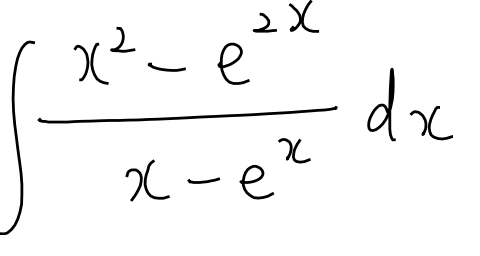 ∫ (x² − e^{2x}) / (x − e^x) dx